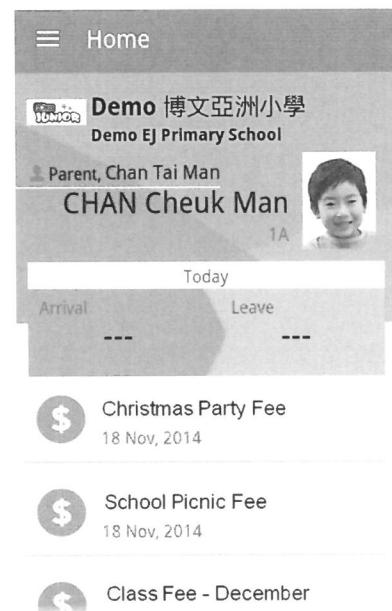 Home
JUNIOR
Demo 博文亞洲小學
Demo EJ Primary School
Parent, Chan Tai Man
CHAN Cheuk Man
1A
Today
Arrival Leave
--- ---
$ Christmas Party Fee
18 Nov, 2014
$ School Picnic Fee
18 Nov, 2014
$ Class Fee - December